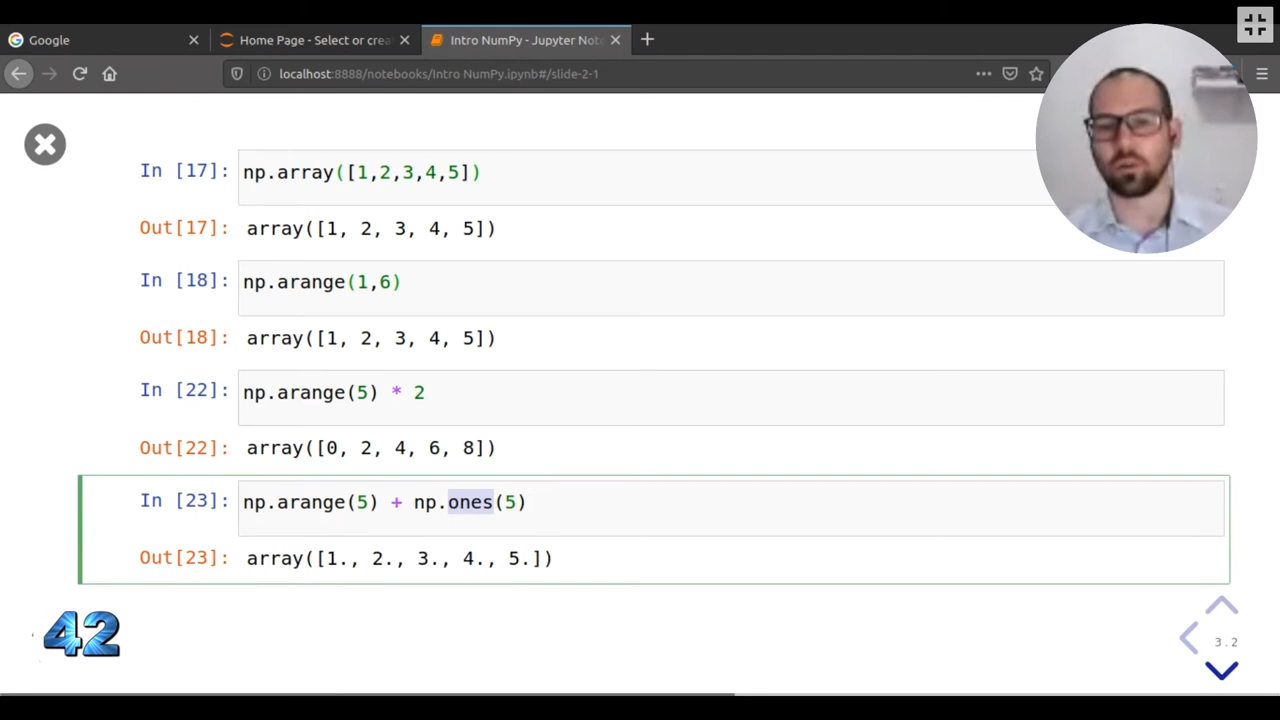 Google
Home Page - Select or crea
Intro NumPy - Jupyter Note
localhost:8888/notebooks/Intro NumPy.ipynb#/slide-2-1
In [17]: np.array([1,2,3,4,5])
Out[17]: array([1, 2, 3, 4, 5])
In [18]: np.arange(1,6)
Out[18]: array([1, 2, 3, 4, 5])
In [22]: np.arange(5) * 2
Out[22]: array([0, 2, 4, 6, 8])
In [23]: np.arange(5) + np.ones(5)
Out[23]: array([1., 2., 3., 4., 5.])
42
3.2